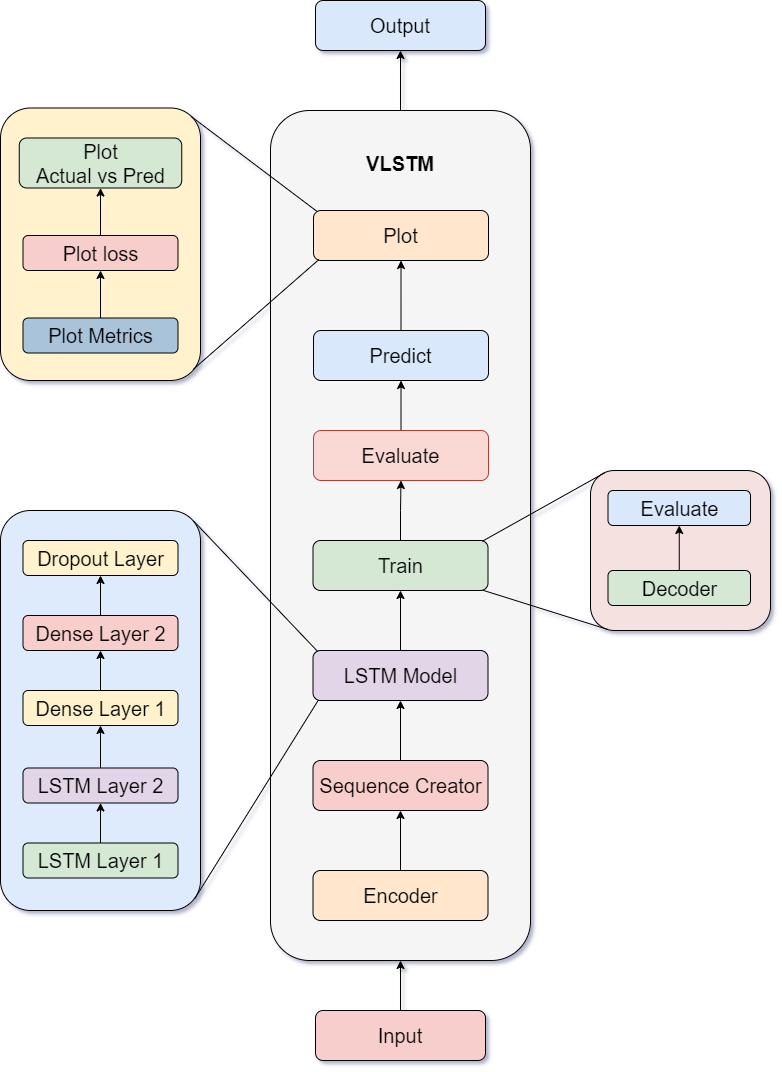 Output
VLSTM
Plot
Predict
Evaluate
Train
LSTM Model
Sequence Creator
Encoder
Input
Plot
Actual vs Pred
Plot loss
Plot Metrics
Dropout Layer
Dense Layer 2
Dense Layer 1
LSTM Layer 2
LSTM Layer 1
Evaluate
Decoder